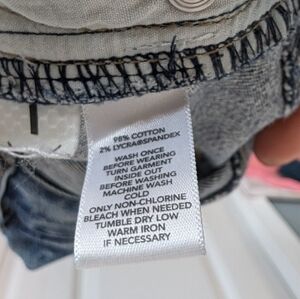 98% COTTON
2% LYCRA®SPANDEX
WASH ONCE
BEFORE WEARING
TURN GARMENT
INSIDE OUT
BEFORE WASHING
MACHINE WASH
COLD
ONLY NON-CHLORINE
BLEACH WHEN NEEDED
TUMBLE DRY LOW
WARM IRON
IF NECESSARY